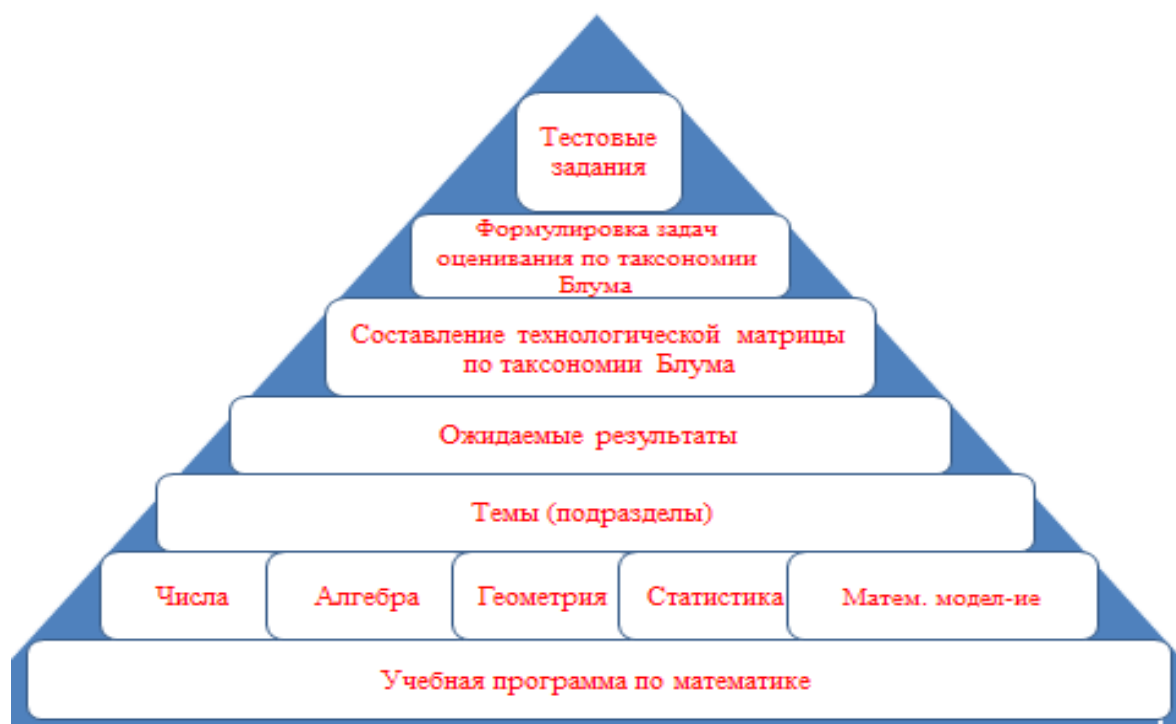 Тестовые
задания
Формулировка задач
оценивания по таксономии
Блума
Составление технологической матрицы
по таксономии Блума
Ожидаемые результаты
Темы (подразделы)
Числа
Алгебра
Геометрия
Статистика
Матем. модел-ие
Учебная программа по математике